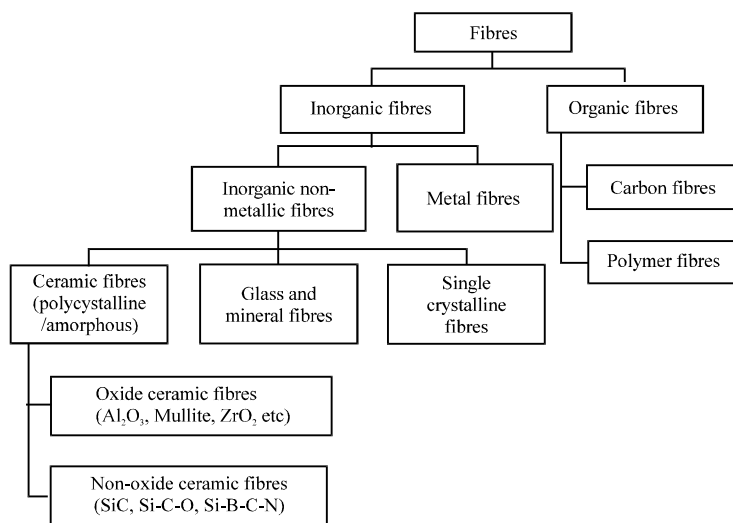 Fibres
Inorganic fibres
Organic fibres
Inorganic non-
metallic fibres
Metal fibres
Carbon fibres
Polymer fibres
Ceramic fibres
(polycystalline
/amorphous)
Glass and
mineral fibres
Single
crystalline
fibres
Oxide ceramic fibres
(Al₂O₃, Mullite, ZrO₂ etc)
Non-oxide ceramic fibres
(SiC, Si-C-O, Si-B-C-N)